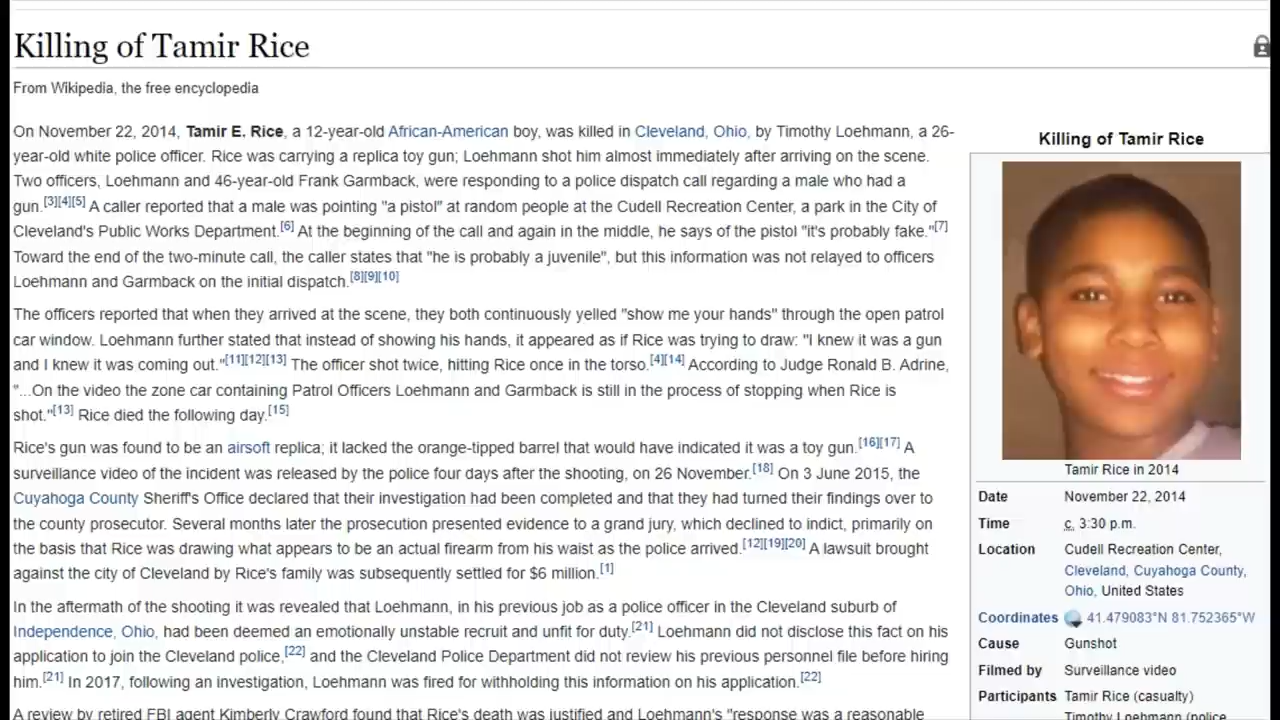 Killing of Tamir Rice
From Wikipedia, the free encyclopedia
On November 22, 2014, Tamir E. Rice, a 12-year-old African-American boy, was killed in Cleveland, Ohio, by Timothy Loehmann, a 26-
year-old white police officer. Rice was carrying a replica toy gun; Loehmann shot him almost immediately after arriving on the scene.
Two officers, Loehmann and 46-year-old Frank Garmback, were responding to a police dispatch call regarding a male who had a
gun.[3][4][5] A caller reported that a male was pointing "a pistol" at random people at the Cudell Recreation Center, a park in the City of
Cleveland's Public Works Department.[6] At the beginning of the call and again in the middle, he says of the pistol "it's probably fake."[7]
Toward the end of the two-minute call, the caller states that "he is probably a juvenile", but this information was not relayed to officers
Loehmann and Garmback on the initial dispatch.[8][9][10]
The officers reported that when they arrived at the scene, they both continuously yelled "show me your hands" through the open patrol
car window. Loehmann further stated that instead of showing his hands, it appeared as if Rice was trying to draw: "I knew it was a gun
and I knew it was coming out."[11][12][13] The officer shot twice, hitting Rice once in the torso.[4][14] According to Judge Ronald B. Adrine,
"...On the video the zone car containing Patrol Officers Loehmann and Garmback is still in the process of stopping when Rice is
shot."[13] Rice died the following day.[15]
Rice's gun was found to be an airsoft replica; it lacked the orange-tipped barrel that would have indicated it was a toy gun.[16][17] A
surveillance video of the incident was released by the police four days after the shooting, on 26 November.[18] On 3 June 2015, the
Cuyahoga County Sheriff's Office declared that their investigation had been completed and that they had turned their findings over to
the county prosecutor. Several months later the prosecution presented evidence to a grand jury, which declined to indict, primarily on
the basis that Rice was drawing what appears to be an actual firearm from his waist as the police arrived.[12][19][20] A lawsuit brought
against the city of Cleveland by Rice's family was subsequently settled for $6 million.[1]
In the aftermath of the shooting it was revealed that Loehmann, in his previous job as a police officer in the Cleveland suburb of
Independence, Ohio, had been deemed an emotionally unstable recruit and unfit for duty.[21] Loehmann did not disclose this fact on his
application to join the Cleveland police,[22] and the Cleveland Police Department did not review his previous personnel file before hiring
him.[21] In 2017, following an investigation, Loehmann was fired for withholding this information on his application.[22]
A review by retired FBI agent Kimberly Crawford found that Rice's death was justified and Loehmann's "response was a reasonable
Killing of Tamir Rice
Tamir Rice in 2014
Date November 22, 2014
Time c. 3:30 p.m.
Location Cudell Recreation Center,
Cleveland, Cuyahoga County,
Ohio, United States
Coordinates 41.479083°N 81.752365°W
Cause Gunshot
Filmed by Surveillance video
Participants Tamir Rice (casualty)
Timothy Loehmann (police